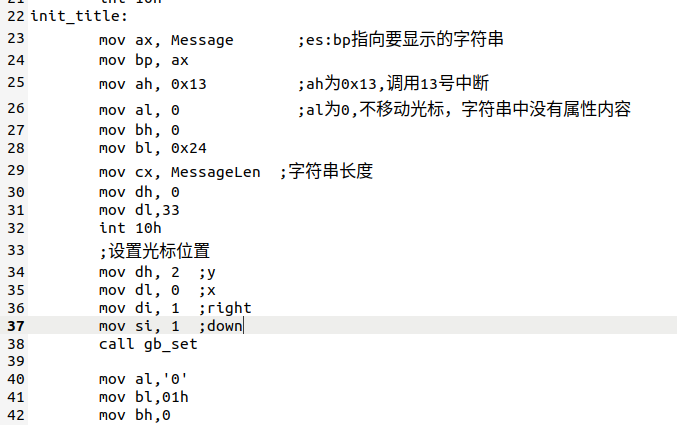 21 int 10h
22 init_title:
23 mov ax, Message ;es:bp指向要显示的字符串
24 mov bp, ax
25 mov ah, 0x13 ;ah为0x13,调用13号中断
26 mov al, 0 ;al为0,不移动光标，字符串中没有属性内容
27 mov bh, 0
28 mov bl, 0x24
29 mov cx, MessageLen ;字符串长度
30 mov dh, 0
31 mov dl,33
32 int 10h
33 ;设置光标位置
34 mov dh, 2 ;y
35 mov dl, 0 ;x
36 mov di, 1 ;right
37 mov si, 1 ;down
38 call gb_set
39
40 mov al,'0'
41 mov bl,01h
42 mov bh,0